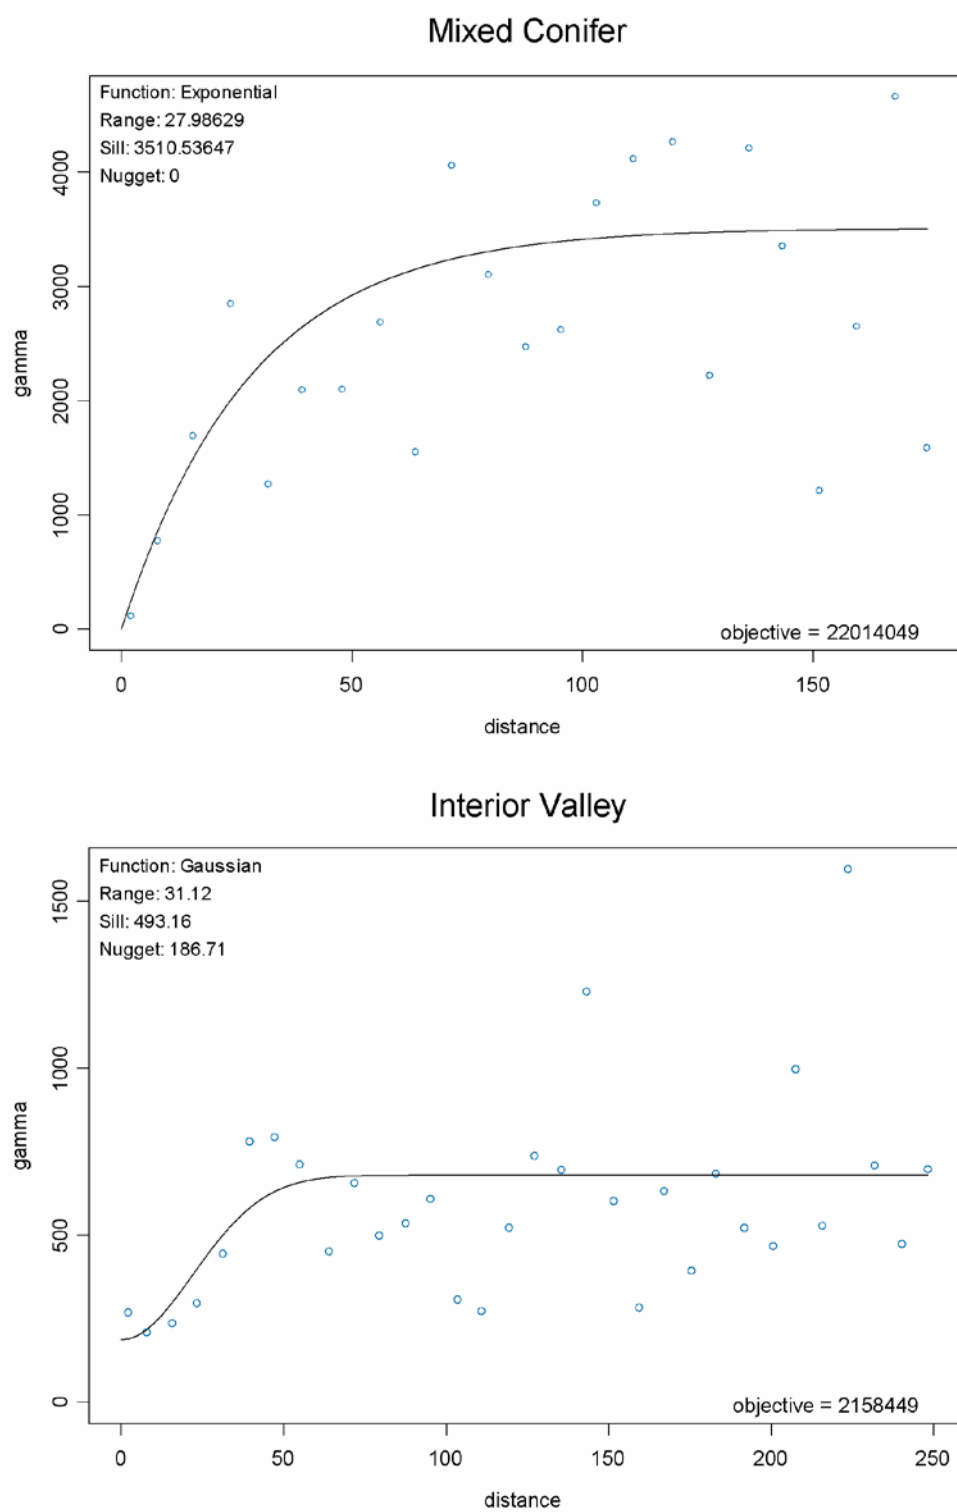 Mixed Conifer
Function: Exponential
Range: 27.98629
Sill: 3510.53647
Nugget: 0
4000
3000
2000
1000
0
gamma
objective = 22014049
0 50 100 150
distance
Interior Valley
Function: Gaussian
Range: 31.12
Sill: 493.16
Nugget: 186.71
1500
1000
500
0
gamma
objective = 2158449
0 50 100 150 200 250
distance